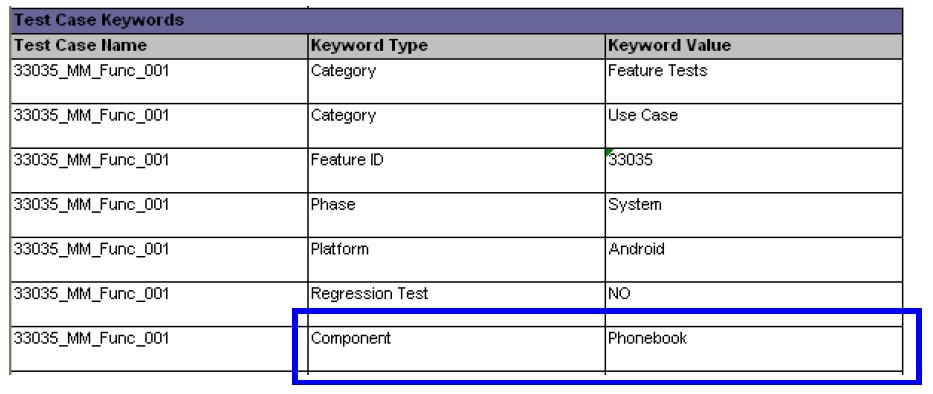 Test Case Keywords
Test Case Name Keyword Type Keyword Value
33035_MM_Func_001 Category Feature Tests
33035_MM_Func_001 Category Use Case
33035_MM_Func_001 Feature ID 33035
33035_MM_Func_001 Phase System
33035_MM_Func_001 Platform Android
33035_MM_Func_001 Regression Test NO
33035_MM_Func_001 Component Phonebook